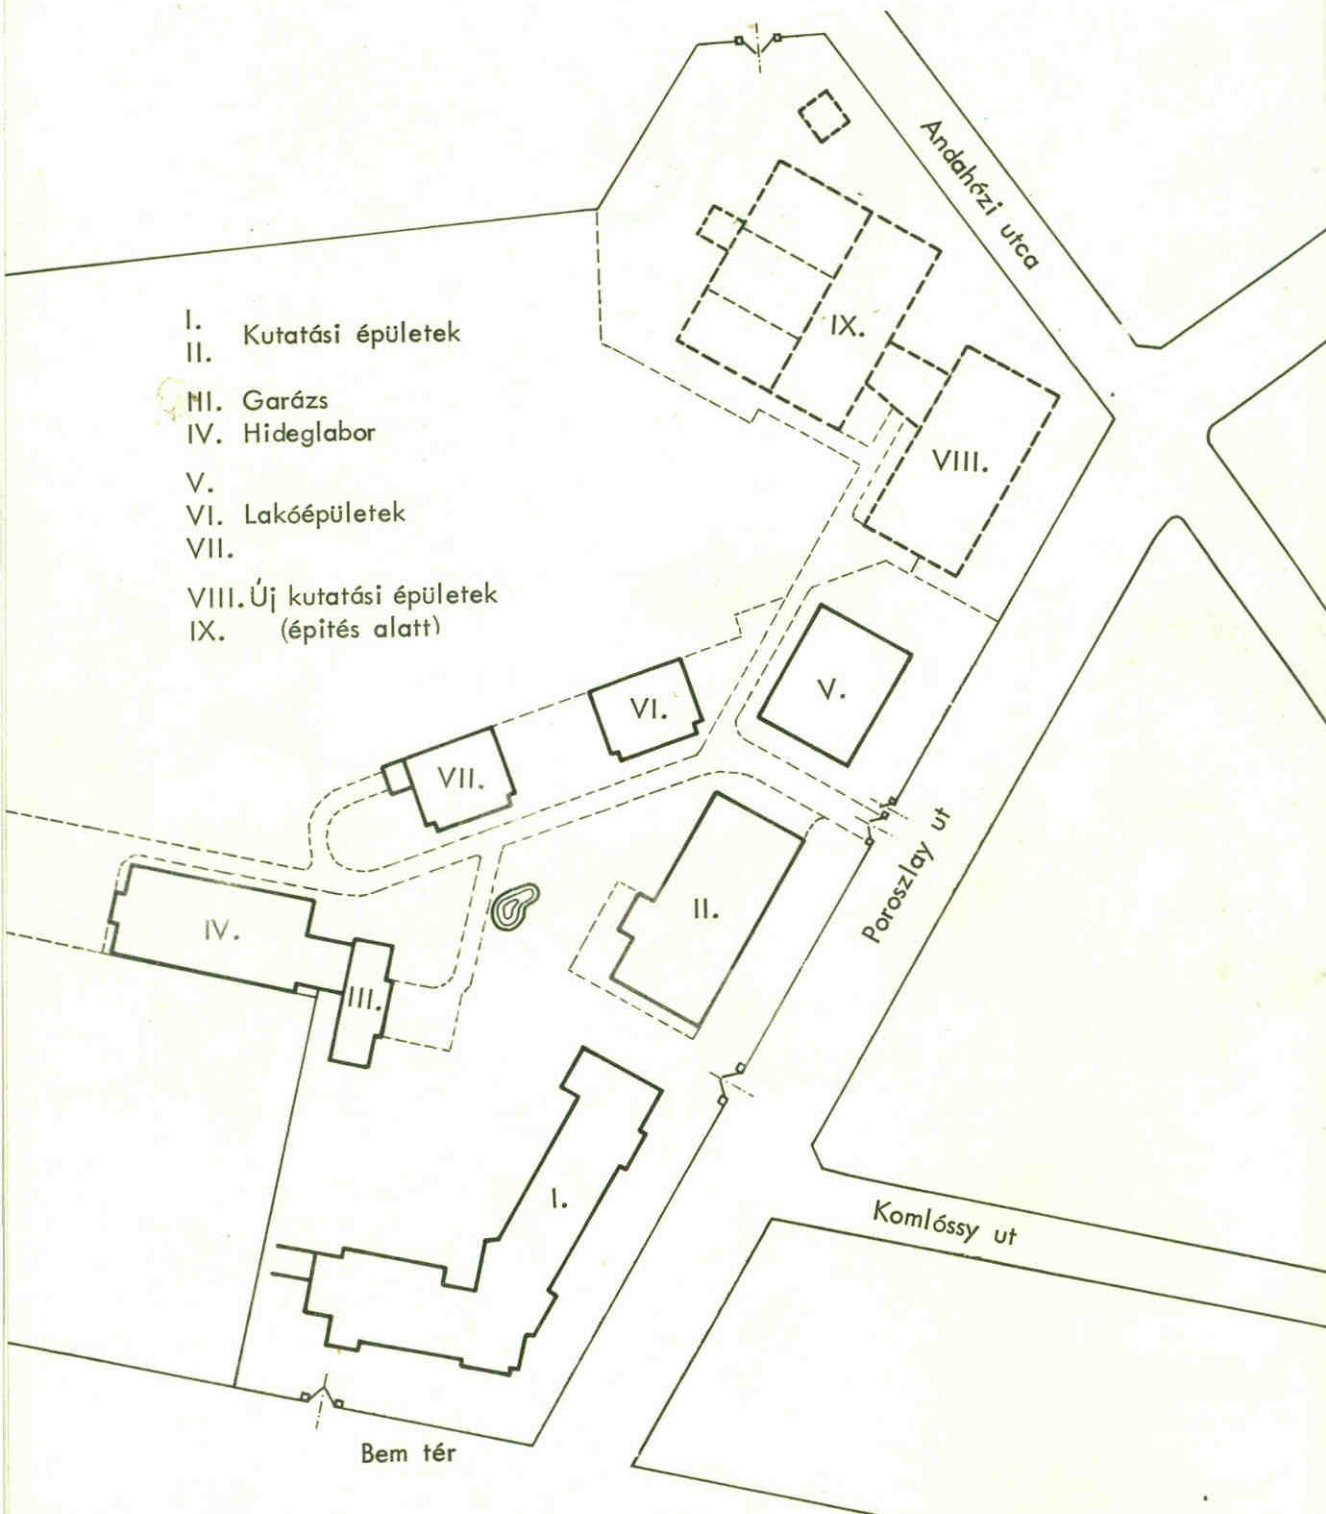 Andaházi utca
I.
II. Kutatási épületek
III. Garázs
IV. Hideglabor
V.
VI. Lakóépületek
VII.
VIII. Új kutatási épületek
IX. (épités alatt)
IX.
VIII.
V.
VI.
VII.
II.
IV.
III.
Poroszlay ut
I.
Komlóssy ut
Bem tér